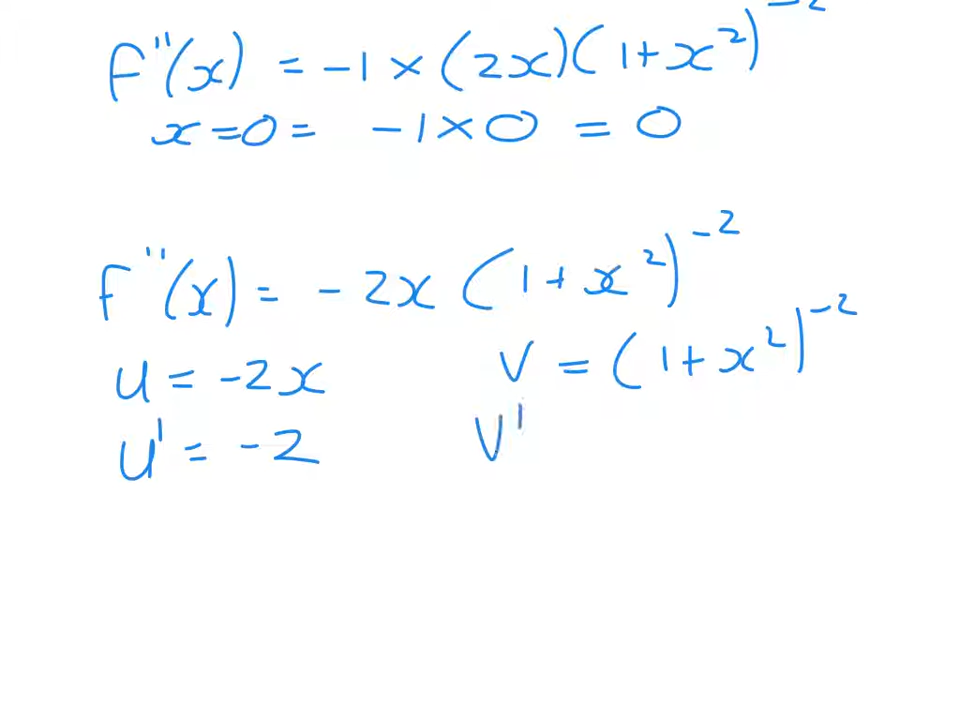 f''(x) = -1 × (2x)(1+x²)⁻²
x=0 = -1×0 = 0
f''(x) = -2x (1+x²)⁻²
u = -2x v = (1+x²)⁻²
u' = -2 v'